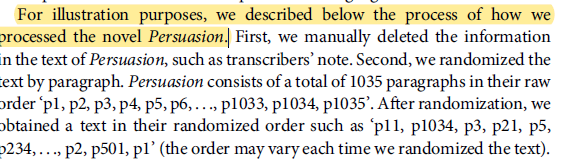 For illustration purposes, we described below the process of how we
processed the novel Persuasion. First, we manually deleted the information
in the text of Persuasion, such as transcribers’ note. Second, we randomized the
text by paragraph. Persuasion consists of a total of 1035 paragraphs in their raw
order ‘p1, p2, p3, p4, p5, p6, . . ., p1033, p1034, p1035’. After randomization, we
obtained a text in their randomized order such as ‘p11, p1034, p3, p21, p5,
p234, . . ., p2, p501, p1’ (the order may vary each time we randomized the text).